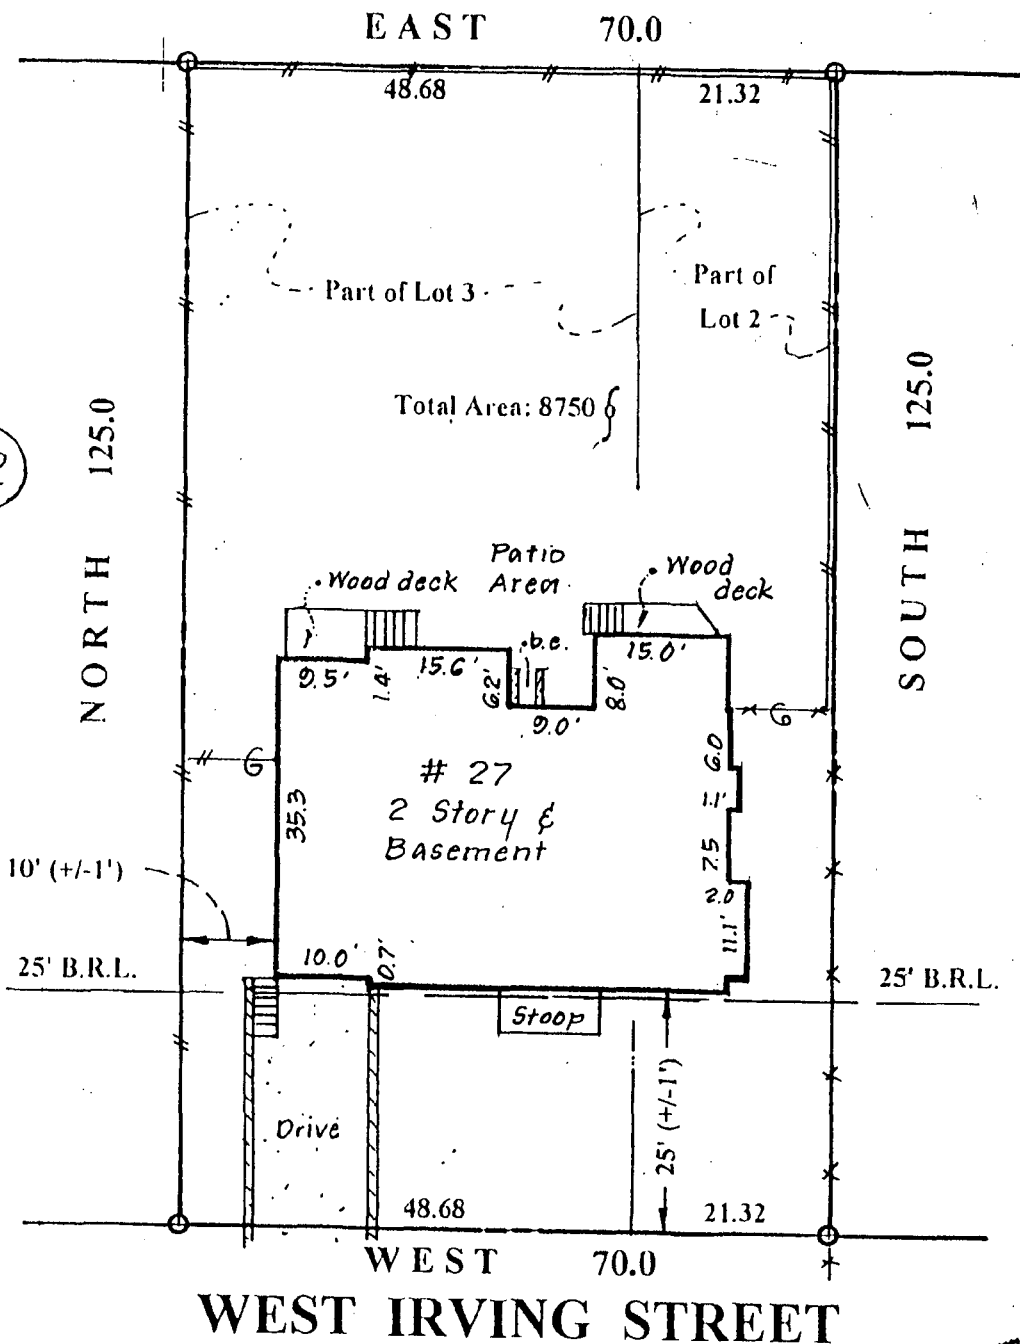 EAST 70.0
48.68 21.32
Part of Lot 3
Part of
Lot 2
Total Area: 8750
NORTH 125.0
SOUTH 125.0
Patio
Area
Wood deck
Wood
deck
b.e.
9.5' 1.4' 15.6' 6.2' 9.0' 8.0' 15.0'
G
G
# 27
2 Story &
Basement
35.3
6.0
1.1'
7.5
2.0
11.1'
10' (+/-1')
10.0' 0.7'
25' B.R.L.
25' B.R.L.
Stoop
25' (+/-1')
Drive
48.68 21.32
WEST 70.0
WEST IRVING STREET